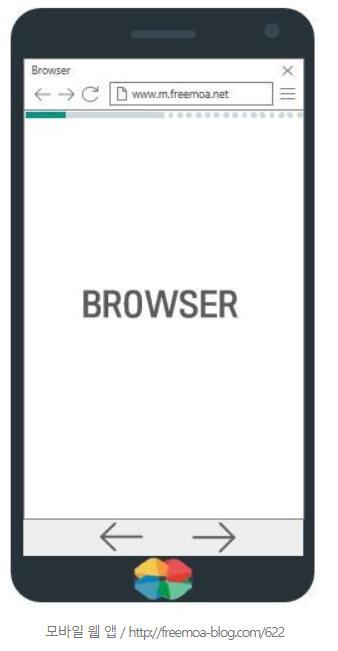 Browser
www.m.freemoa.net
BROWSER
모바일 웹 앱 / http://freemoa-blog.com/622